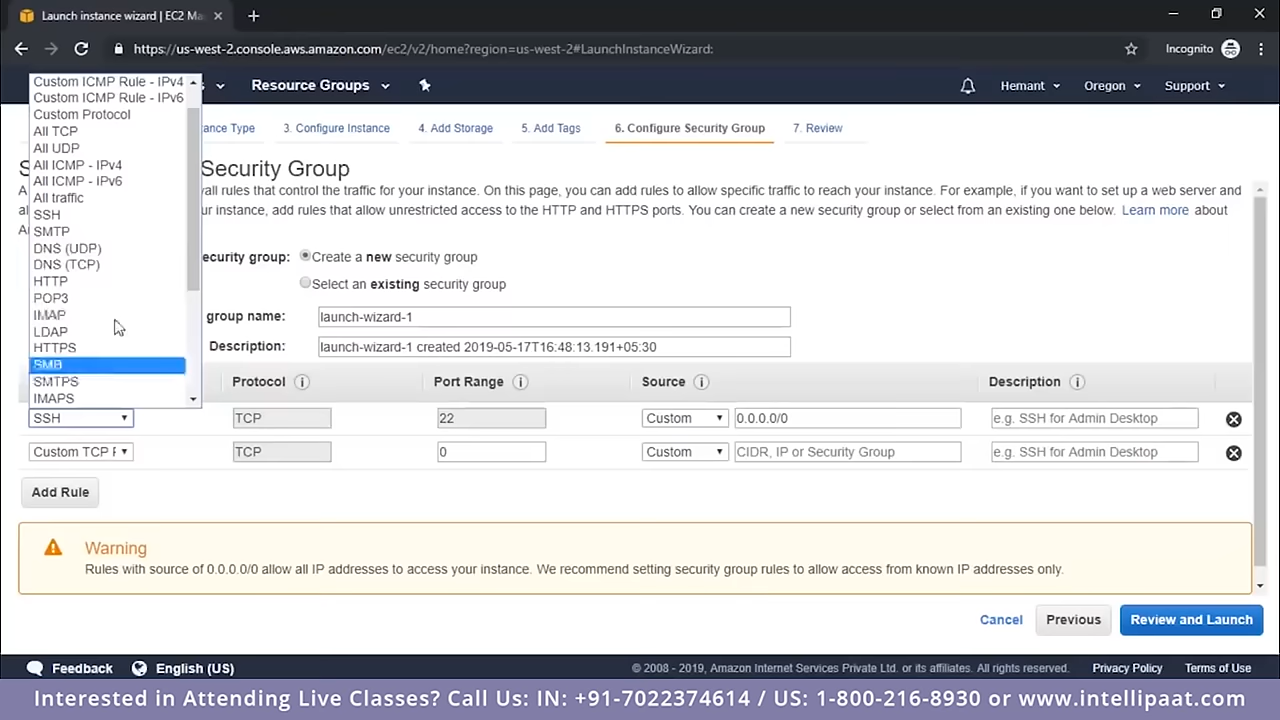 Launch instance wizard | EC2 Ma
https://us-west-2.console.aws.amazon.com/ec2/v2/home?region=us-west-2#LaunchInstanceWizard:
Incognito
Resource Groups
Hemant
Oregon
Support
Custom ICMP Rule - IPv4
Custom ICMP Rule - IPv6
Custom Protocol
All TCP
All UDP
All ICMP - IPv4
All ICMP - IPv6
All traffic
SSH
SMTP
DNS (UDP)
DNS (TCP)
HTTP
POP3
IMAP
LDAP
HTTPS
SMB
SMTPS
IMAPS
ance Type 3. Configure Instance 4. Add Storage 5. Add Tags 6. Configure Security Group 7. Review
Security Group
vall rules that control the traffic for your instance. On this page, you can add rules to allow specific traffic to reach your instance. For example, if you want to set up a web server and
ur instance, add rules that allow unrestricted access to the HTTP and HTTPS ports. You can create a new security group or select from an existing one below. Learn more about
ecurity group: Create a new security group
Select an existing security group
group name: launch-wizard-1
Description: launch-wizard-1 created 2019-05-17T16:48:13.191+05:30
Protocol Port Range Source Description
SSH TCP 22 Custom 0.0.0.0/0 e.g. SSH for Admin Desktop
Custom TCP F TCP 0 Custom CIDR, IP or Security Group e.g. SSH for Admin Desktop
Add Rule
Warning
Rules with source of 0.0.0.0/0 allow all IP addresses to access your instance. We recommend setting security group rules to allow access from known IP addresses only.
Cancel Previous Review and Launch
Feedback English (US) © 2008 - 2019, Amazon Internet Services Private Ltd. or its affiliates. All rights reserved. Privacy Policy Terms of Use
Interested in Attending Live Classes? Call Us: IN: +91-7022374614 / US: 1-800-216-8930 or www.intellipaat.com